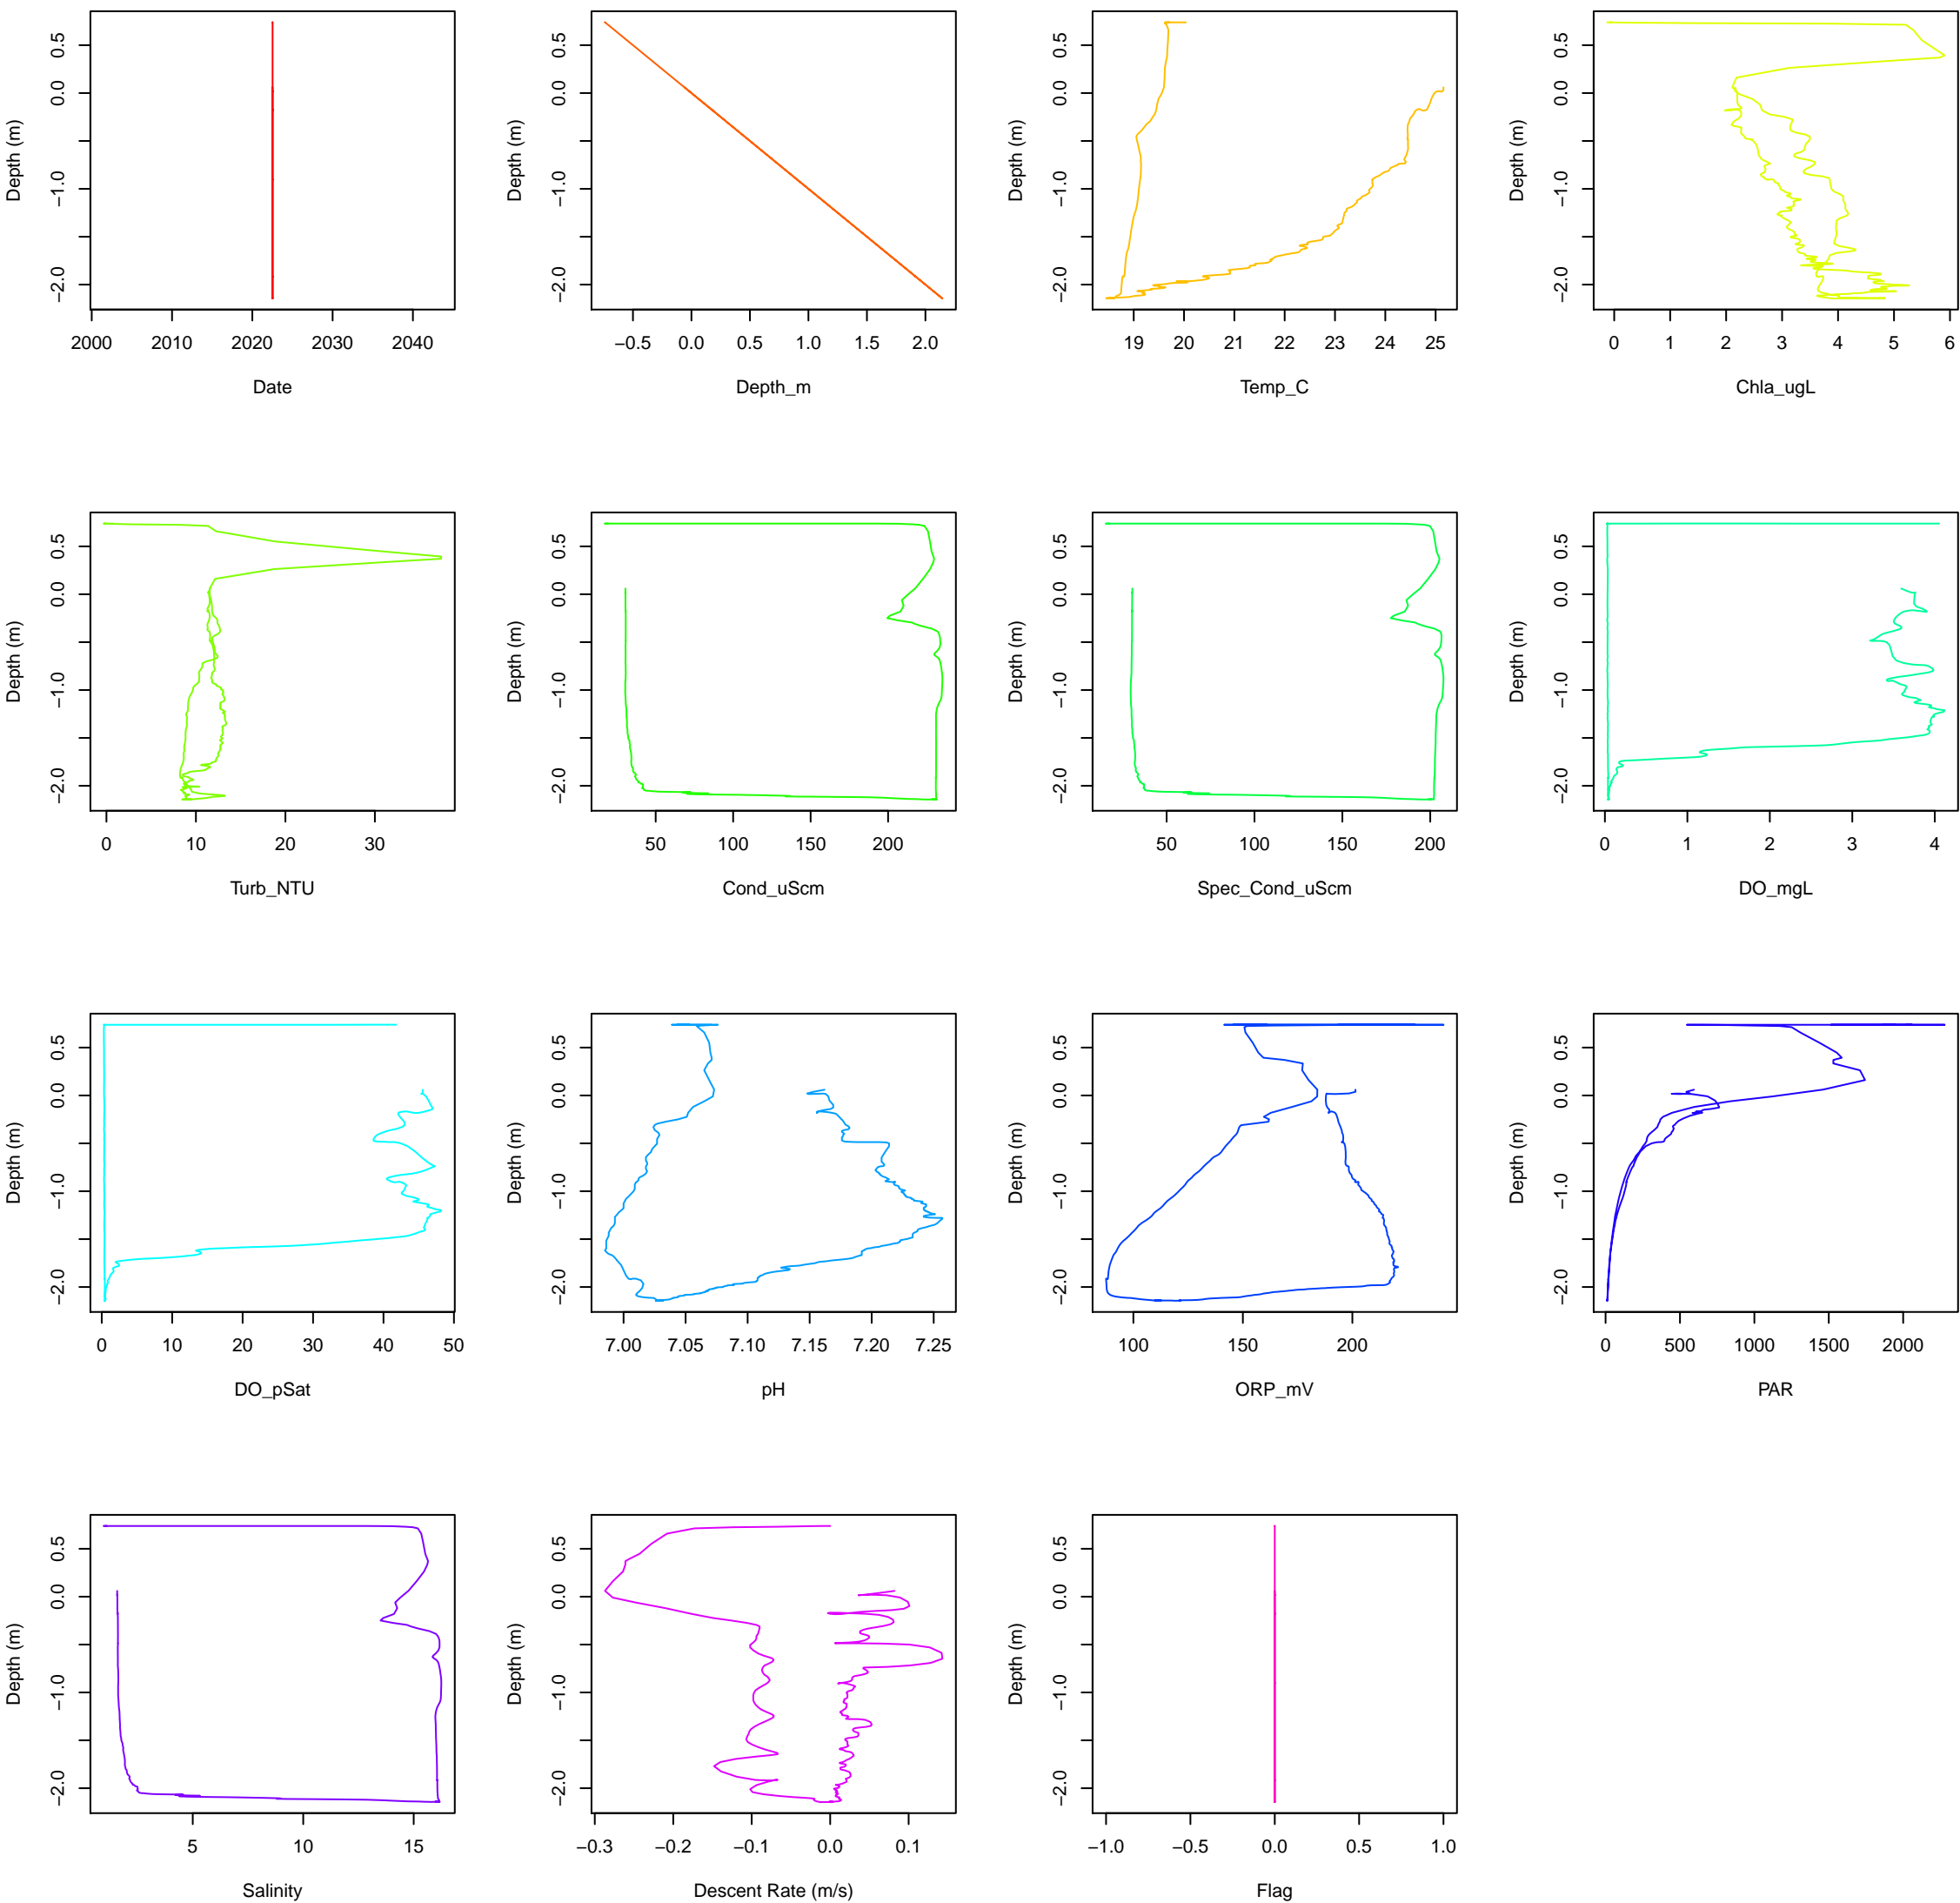 Depth (m)
0.5
0.0
−1.0
−2.0
2000 2010 2020 2030 2040
Date
Depth (m)
0.5
0.0
−1.0
−2.0
−0.5 0.0 0.5 1.0 1.5 2.0
Depth_m
Depth (m)
0.5
0.0
−1.0
−2.0
19 20 21 22 23 24 25
Temp_C
Depth (m)
0.5
0.0
−1.0
−2.0
0 1 2 3 4 5 6
Chla_ugL
Depth (m)
0.5
0.0
−1.0
−2.0
0 10 20 30
Turb_NTU
Depth (m)
0.5
0.0
−1.0
−2.0
50 100 150 200
Cond_uScm
Depth (m)
0.5
0.0
−1.0
−2.0
50 100 150 200
Spec_Cond_uScm
Depth (m)
0.5
0.0
−1.0
−2.0
0 1 2 3 4
DO_mgL
Depth (m)
0.5
0.0
−1.0
−2.0
0 10 20 30 40 50
DO_pSat
Depth (m)
0.5
0.0
−1.0
−2.0
7.00 7.05 7.10 7.15 7.20 7.25
pH
Depth (m)
0.5
0.0
−1.0
−2.0
100 150 200
ORP_mV
Depth (m)
0.5
0.0
−1.0
−2.0
0 500 1000 1500 2000
PAR
Depth (m)
0.5
0.0
−1.0
−2.0
5 10 15
Salinity
Depth (m)
0.5
0.0
−1.0
−2.0
−0.3 −0.2 −0.1 0.0 0.1
Descent Rate (m/s)
Depth (m)
0.5
0.0
−1.0
−2.0
−1.0 −0.5 0.0 0.5 1.0
Flag